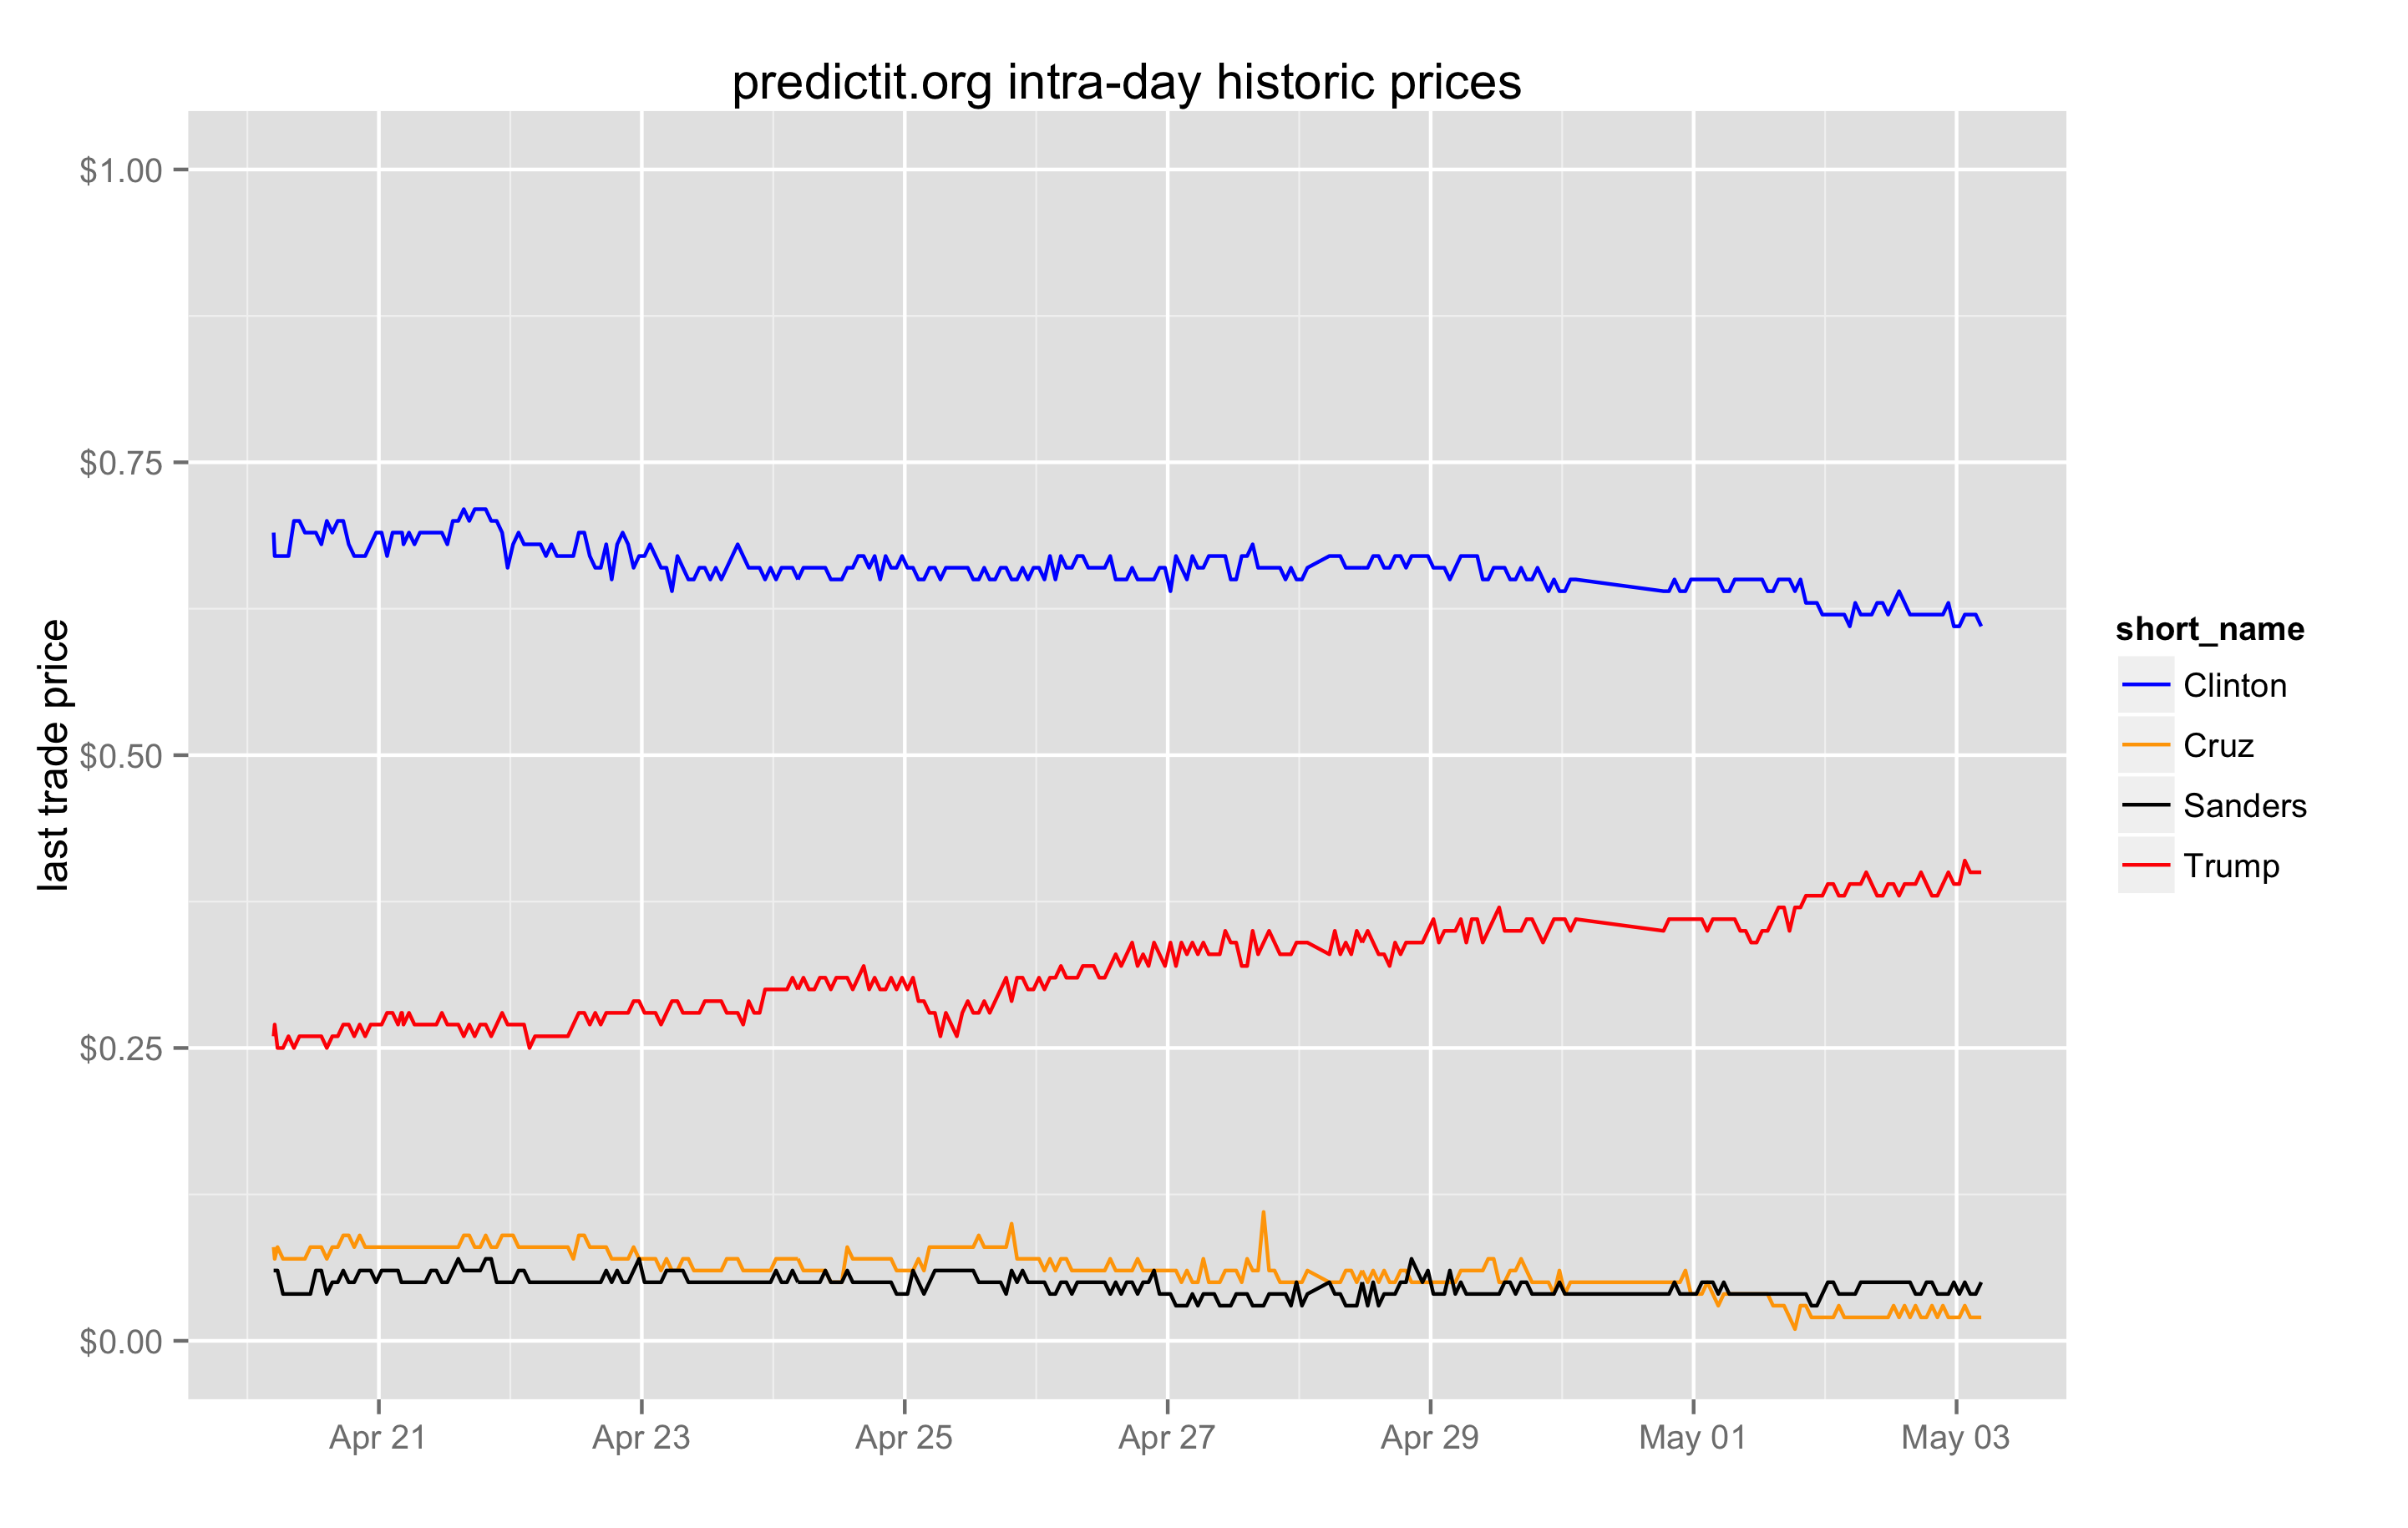 predictit.org intra-day historic prices
$1.00
$0.75
$0.50
$0.25
$0.00
last trade price
Apr 21
Apr 23
Apr 25
Apr 27
Apr 29
May 01
May 03
short_name
Clinton
Cruz
Sanders
Trump